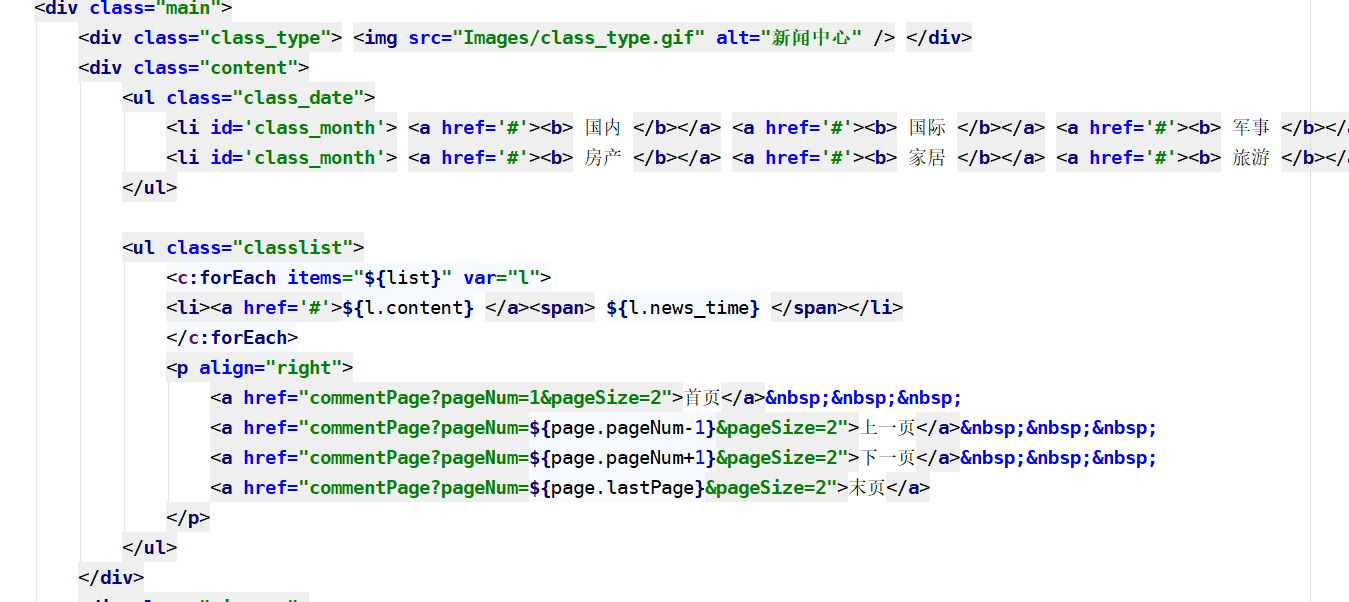 <div class="main">
<div class="class_type"> <img src="Images/class_type.gif" alt="新闻中心" /> </div>
<div class="content">
<ul class="class_date">
<li id='class_month'> <a href='#'><b> 国内 </b></a> <a href='#'><b> 国际 </b></a> <a href='#'><b> 军事 </b></
<li id='class_month'> <a href='#'><b> 房产 </b></a> <a href='#'><b> 家居 </b></a> <a href='#'><b> 旅游 </b></
</ul>
<ul class="classlist">
<c:forEach items="${list}" var="l">
<li><a href='#'>${l.content} </a><span> ${l.news_time} </span></li>
</c:forEach>
<p align="right">
<a href="commentPage?pageNum=1&pageSize=2">首页</a>&nbsp;&nbsp;&nbsp;
<a href="commentPage?pageNum=${page.pageNum-1}&pageSize=2">上一页</a>&nbsp;&nbsp;&nbsp;
<a href="commentPage?pageNum=${page.pageNum+1}&pageSize=2">下一页</a>&nbsp;&nbsp;&nbsp;
<a href="commentPage?pageNum=${page.lastPage}&pageSize=2">末页</a>
</p>
</ul>
</div>